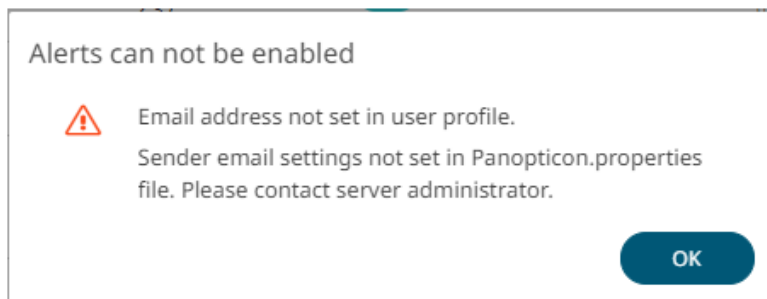 Alerts can not be enabled
Email address not set in user profile.
Sender email settings not set in Panopticon.properties
file. Please contact server administrator.
OK